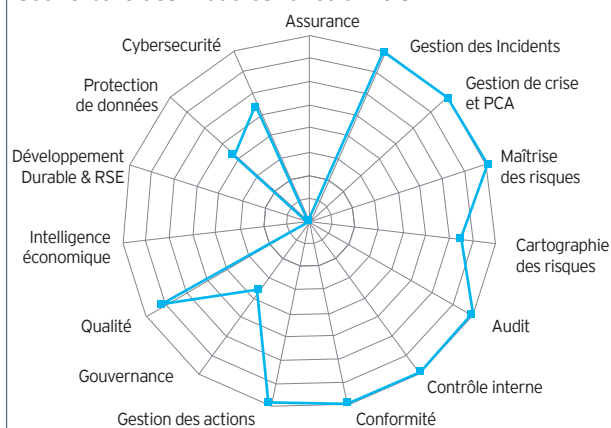 Assurance
Gestion des Incidents
Gestion de crise
et PCA
Maîtrise
des risques
Cartographie
des risques
Audit
Contrôle interne
Conformité
Gestion des actions
Gouvernance
Qualité
Intelligence
économique
Développement
Durable & RSE
Protection
de données
Cybersecurité